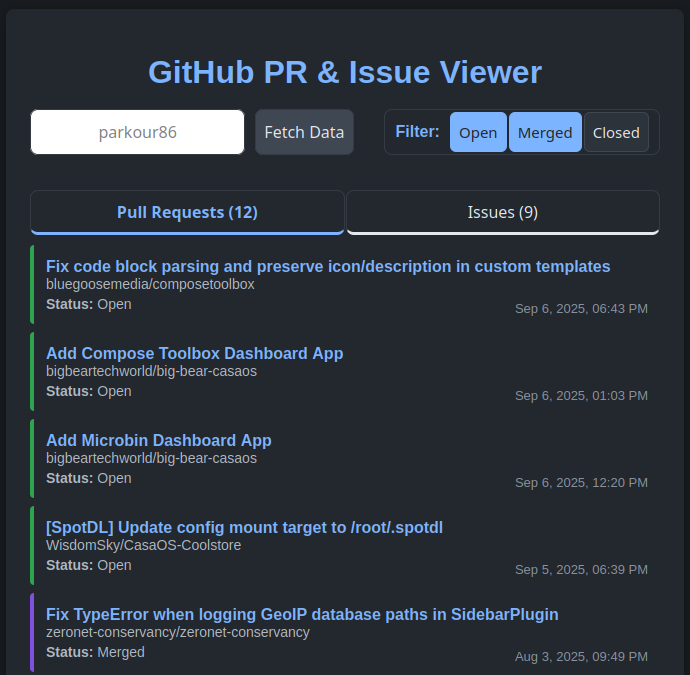 GitHub PR & Issue Viewer
parkour86 Fetch Data Filter: Open Merged Closed
Pull Requests (12) Issues (9)
Fix code block parsing and preserve icon/description in custom templates
bluegoosemedia/composetoolbox
Status: Open
Sep 6, 2025, 06:43 PM
Add Compose Toolbox Dashboard App
bigbeartechworld/big-bear-casaos
Status: Open
Sep 6, 2025, 01:03 PM
Add Microbin Dashboard App
bigbeartechworld/big-bear-casaos
Status: Open
Sep 6, 2025, 12:20 PM
[SpotDL] Update config mount target to /root/.spotdl
WisdomSky/CasaOS-Coolstore
Status: Open
Sep 5, 2025, 06:39 PM
Fix TypeError when logging GeoIP database paths in SidebarPlugin
zeronet-conservancy/zeronet-conservancy
Status: Merged
Aug 3, 2025, 09:49 PM